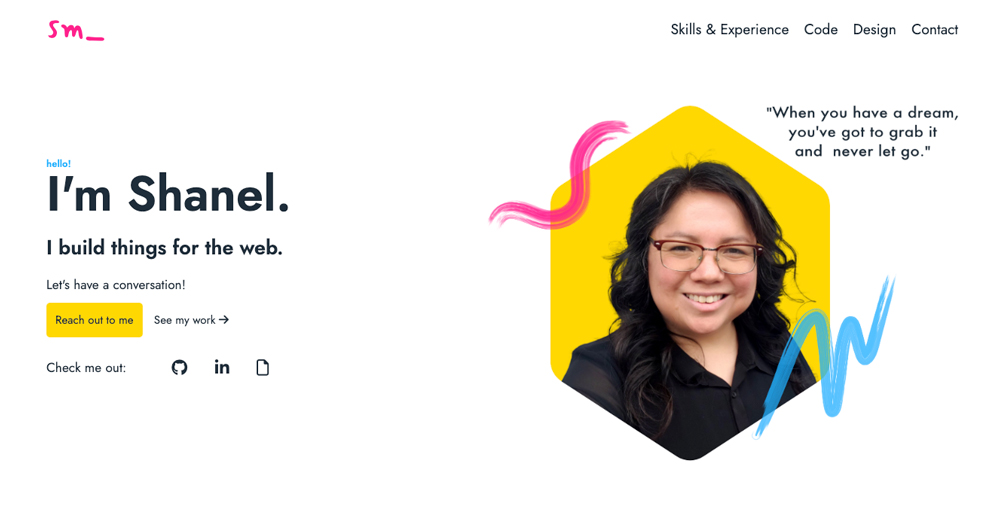 sm_
Skills & Experience Code Design Contact
"When you have a dream,
you've got to grab it
and never let go."
hello!
I'm Shanel.
I build things for the web.
Let's have a conversation!
Reach out to me See my work →
Check me out: in